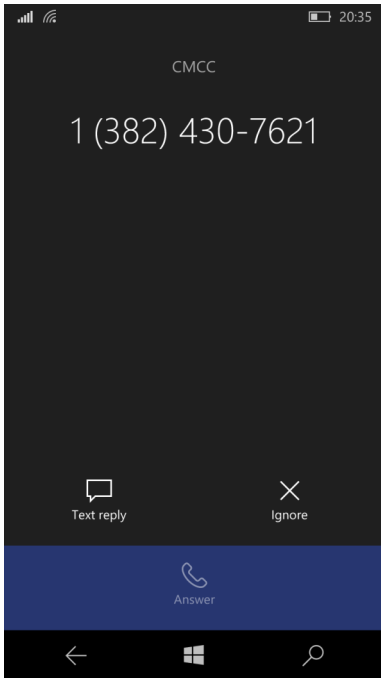 20:35
CMCC
1 (382) 430-7621
Text reply
Ignore
Answer